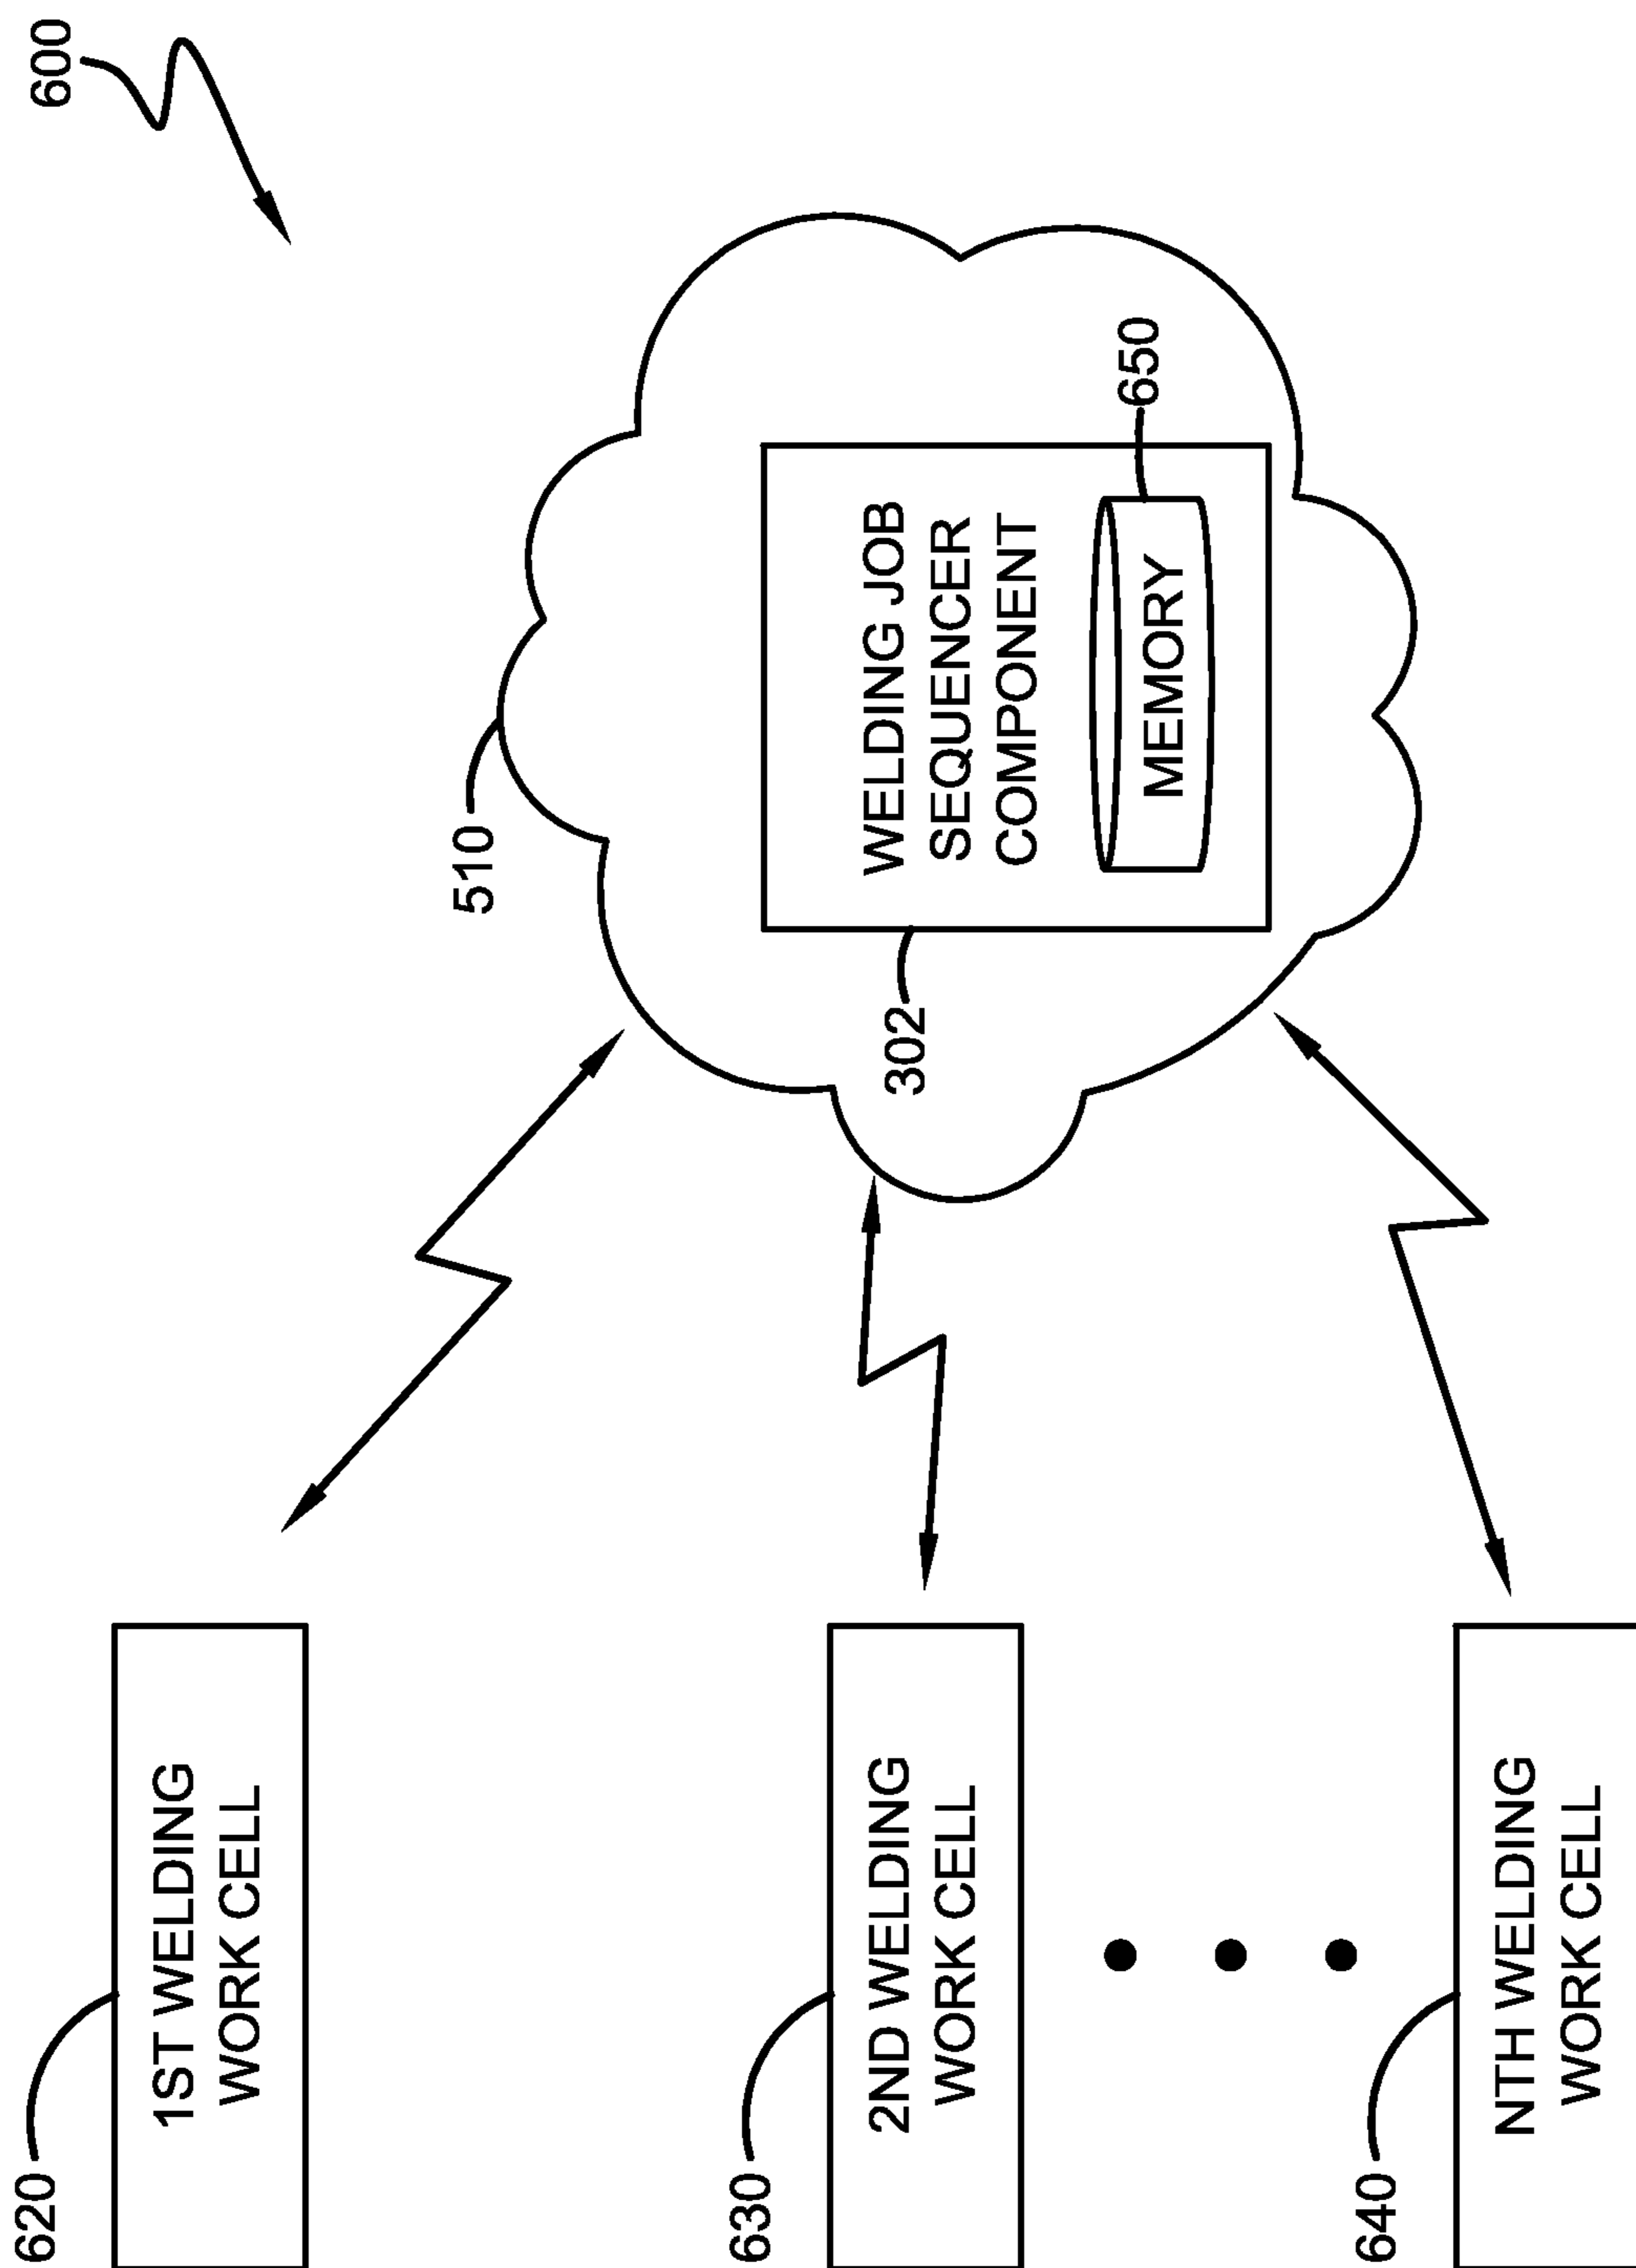 600
510
WELDING JOB
SEQUENCER
COMPONENT
650
MEMORY
302
620
1ST WELDING
WORK CELL
630
2ND WELDING
WORK CELL
640
NTH WELDING
WORK CELL